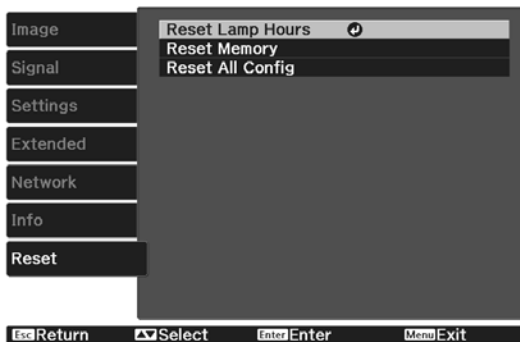 Image
Signal
Settings
Extended
Network
Info
Reset
Reset Lamp Hours
Reset Memory
Reset All Config
Esc Return Select Enter Enter Menu Exit